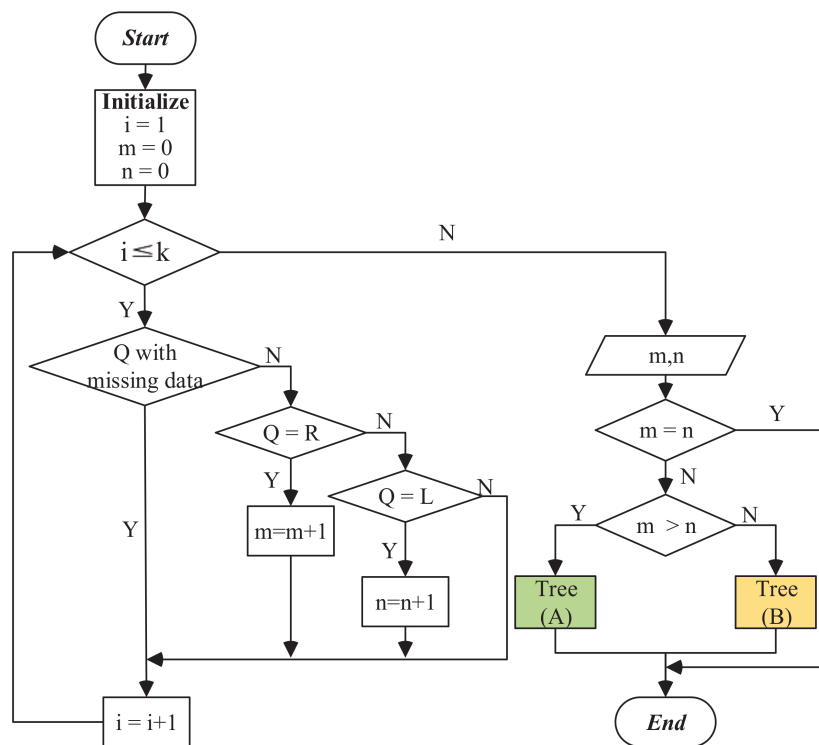 Start
Initialize
i = 1
m = 0
n = 0
i≦k
N
Y
Q with
missing data
N
Q = R
N
Y
m=m+1
Q = L
N
Y
n=n+1
Y
i = i+1
m,n
m = n
Y
N
m > n
Y
N
Tree
(A)
Tree
(B)
End